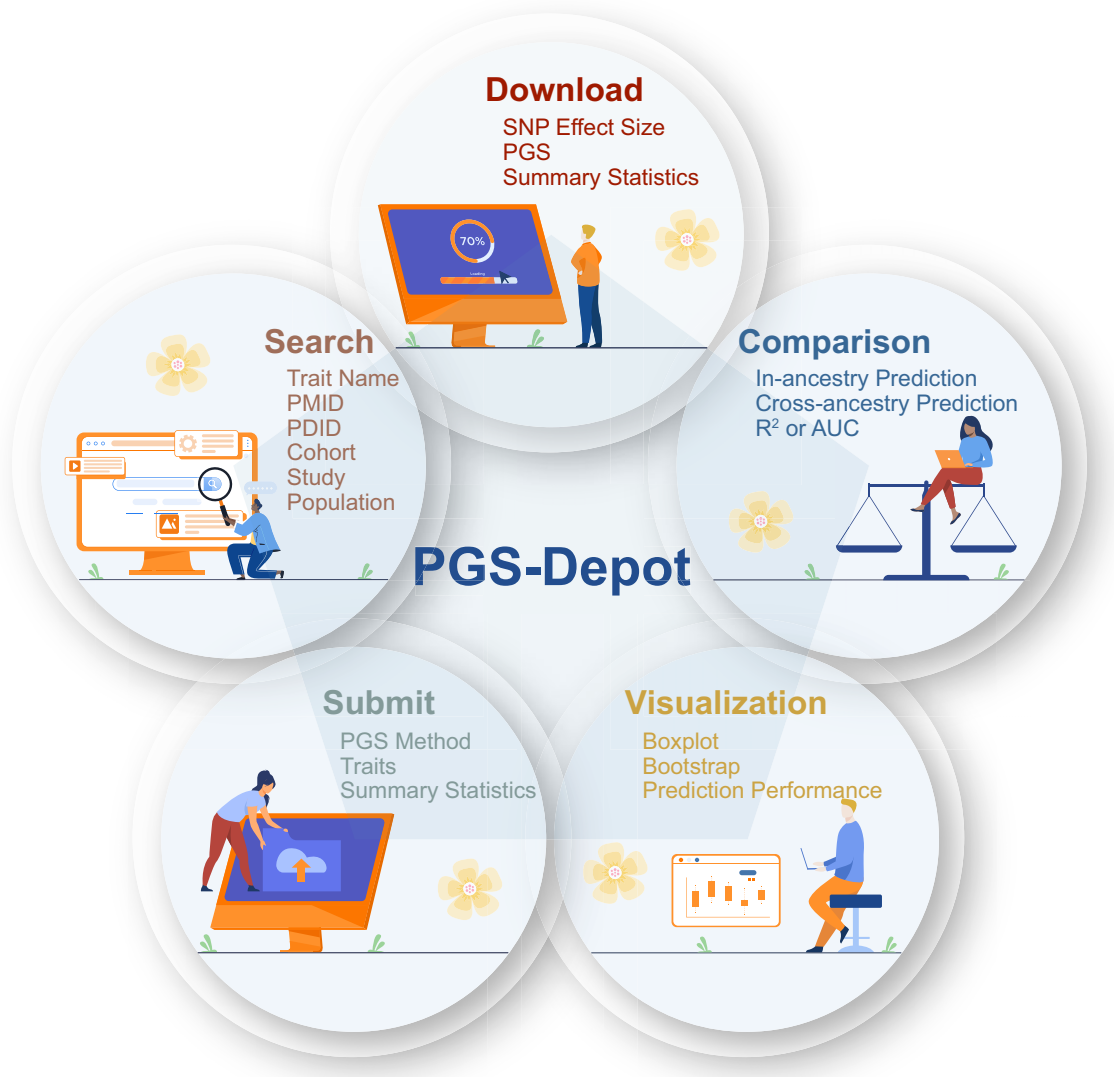 Download
SNP Effect Size
PGS
Summary Statistics
70%
Loading
Search
Trait Name
PMID
PDID
Cohort
Study
Population
Comparison
In-ancestry Prediction
Cross-ancestry Prediction
R² or AUC
PGS-Depot
Submit
PGS Method
Traits
Summary Statistics
Visualization
Boxplot
Bootstrap
Prediction Performance